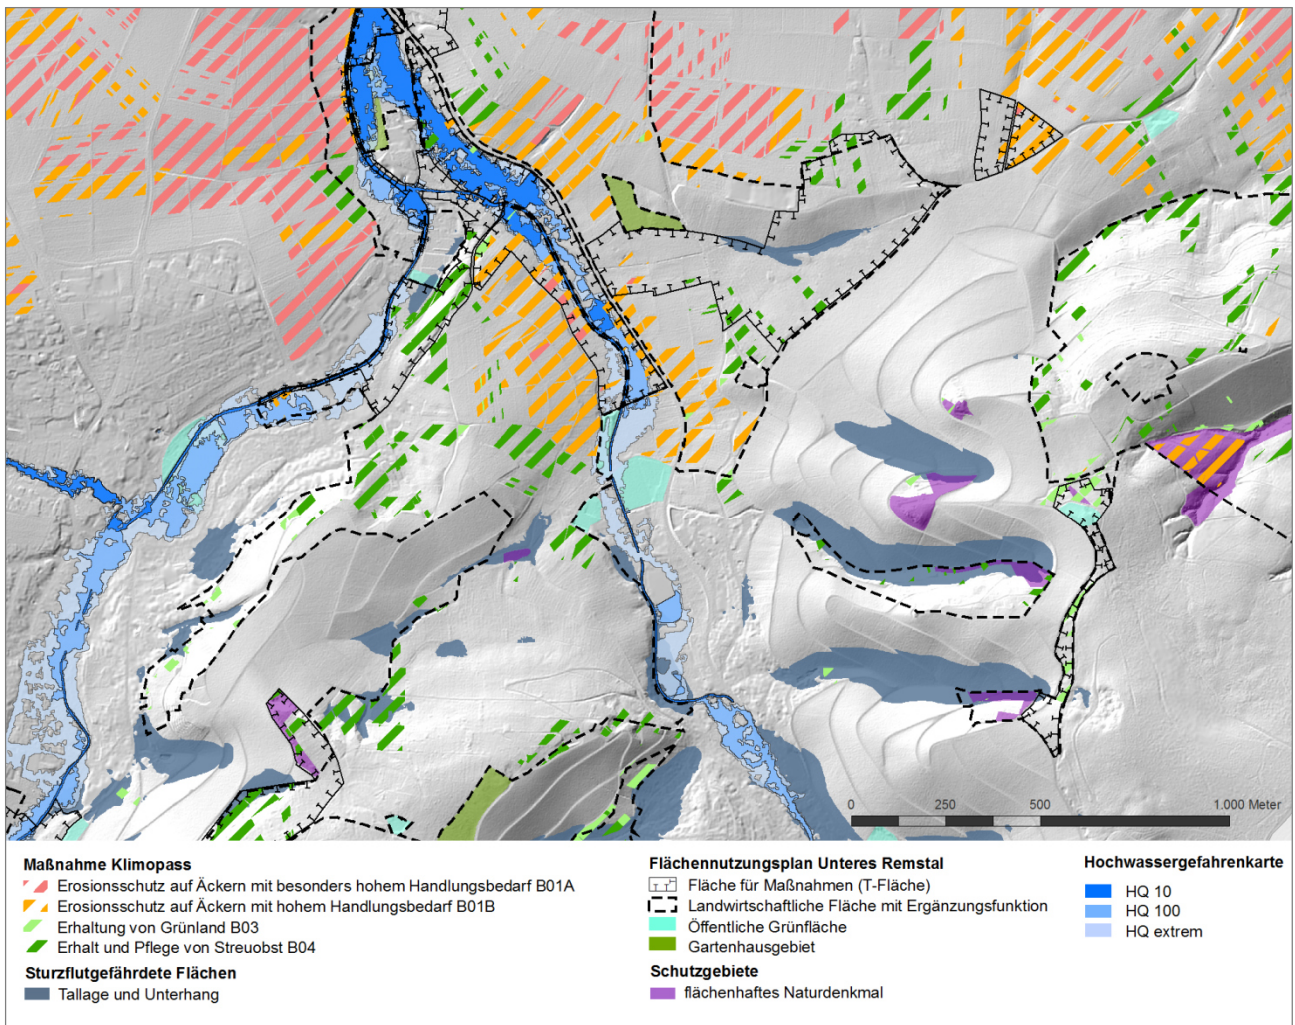 0 250 500 1.000 Meter
Maßnahme Klimopass
Erosionsschutz auf Äckern mit besonders hohem Handlungsbedarf B01A
Erosionsschutz auf Äckern mit hohem Handlungsbedarf B01B
Erhaltung von Grünland B03
Erhalt und Pflege von Streuobst B04
Sturzflutgefährdete Flächen
Tallage und Unterhang
Flächennutzungsplan Unteres Remstal
Fläche für Maßnahmen (T-Fläche)
Landwirtschaftliche Fläche mit Ergänzungsfunktion
Öffentliche Grünfläche
Gartenhausgebiet
Schutzgebiete
flächenhaftes Naturdenkmal
Hochwassergefahrenkarte
HQ 10
HQ 100
HQ extrem